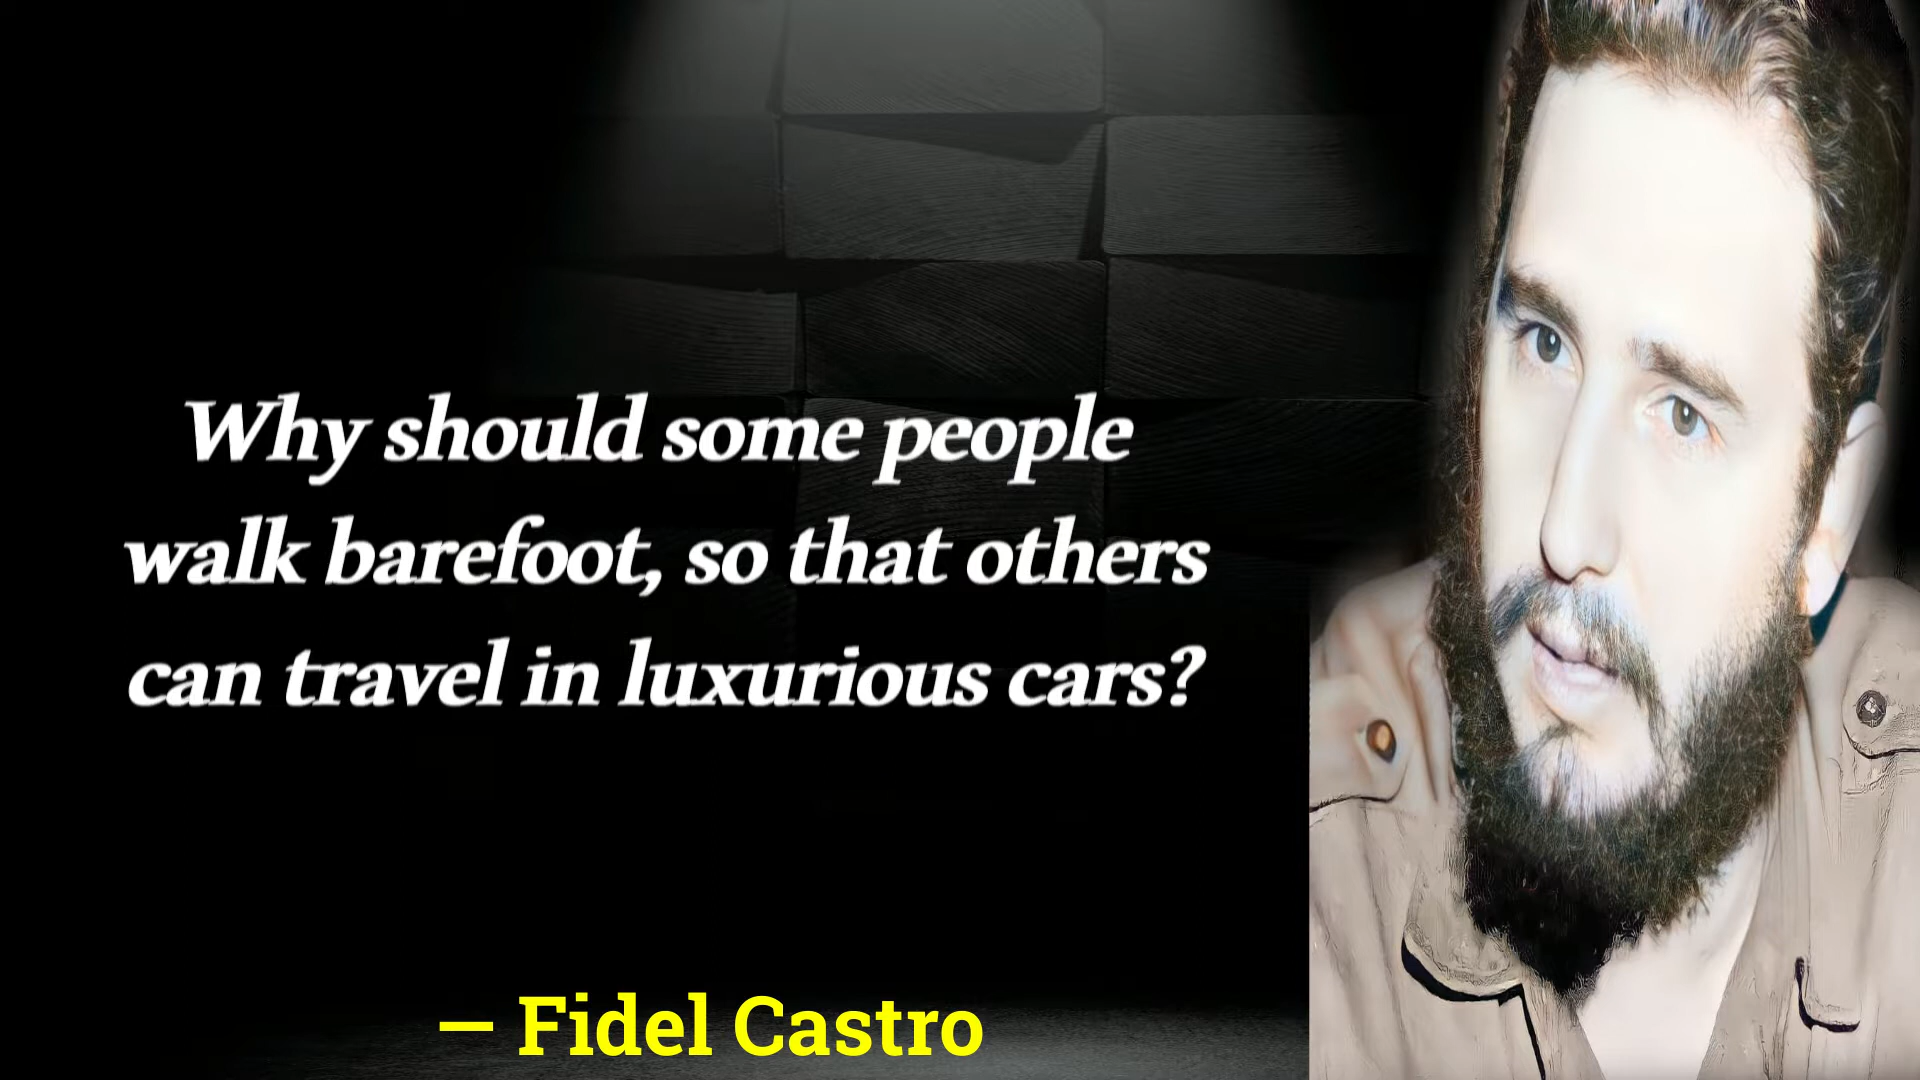 Why should some people
walk barefoot, so that others
can travel in luxurious cars?
— Fidel Castro